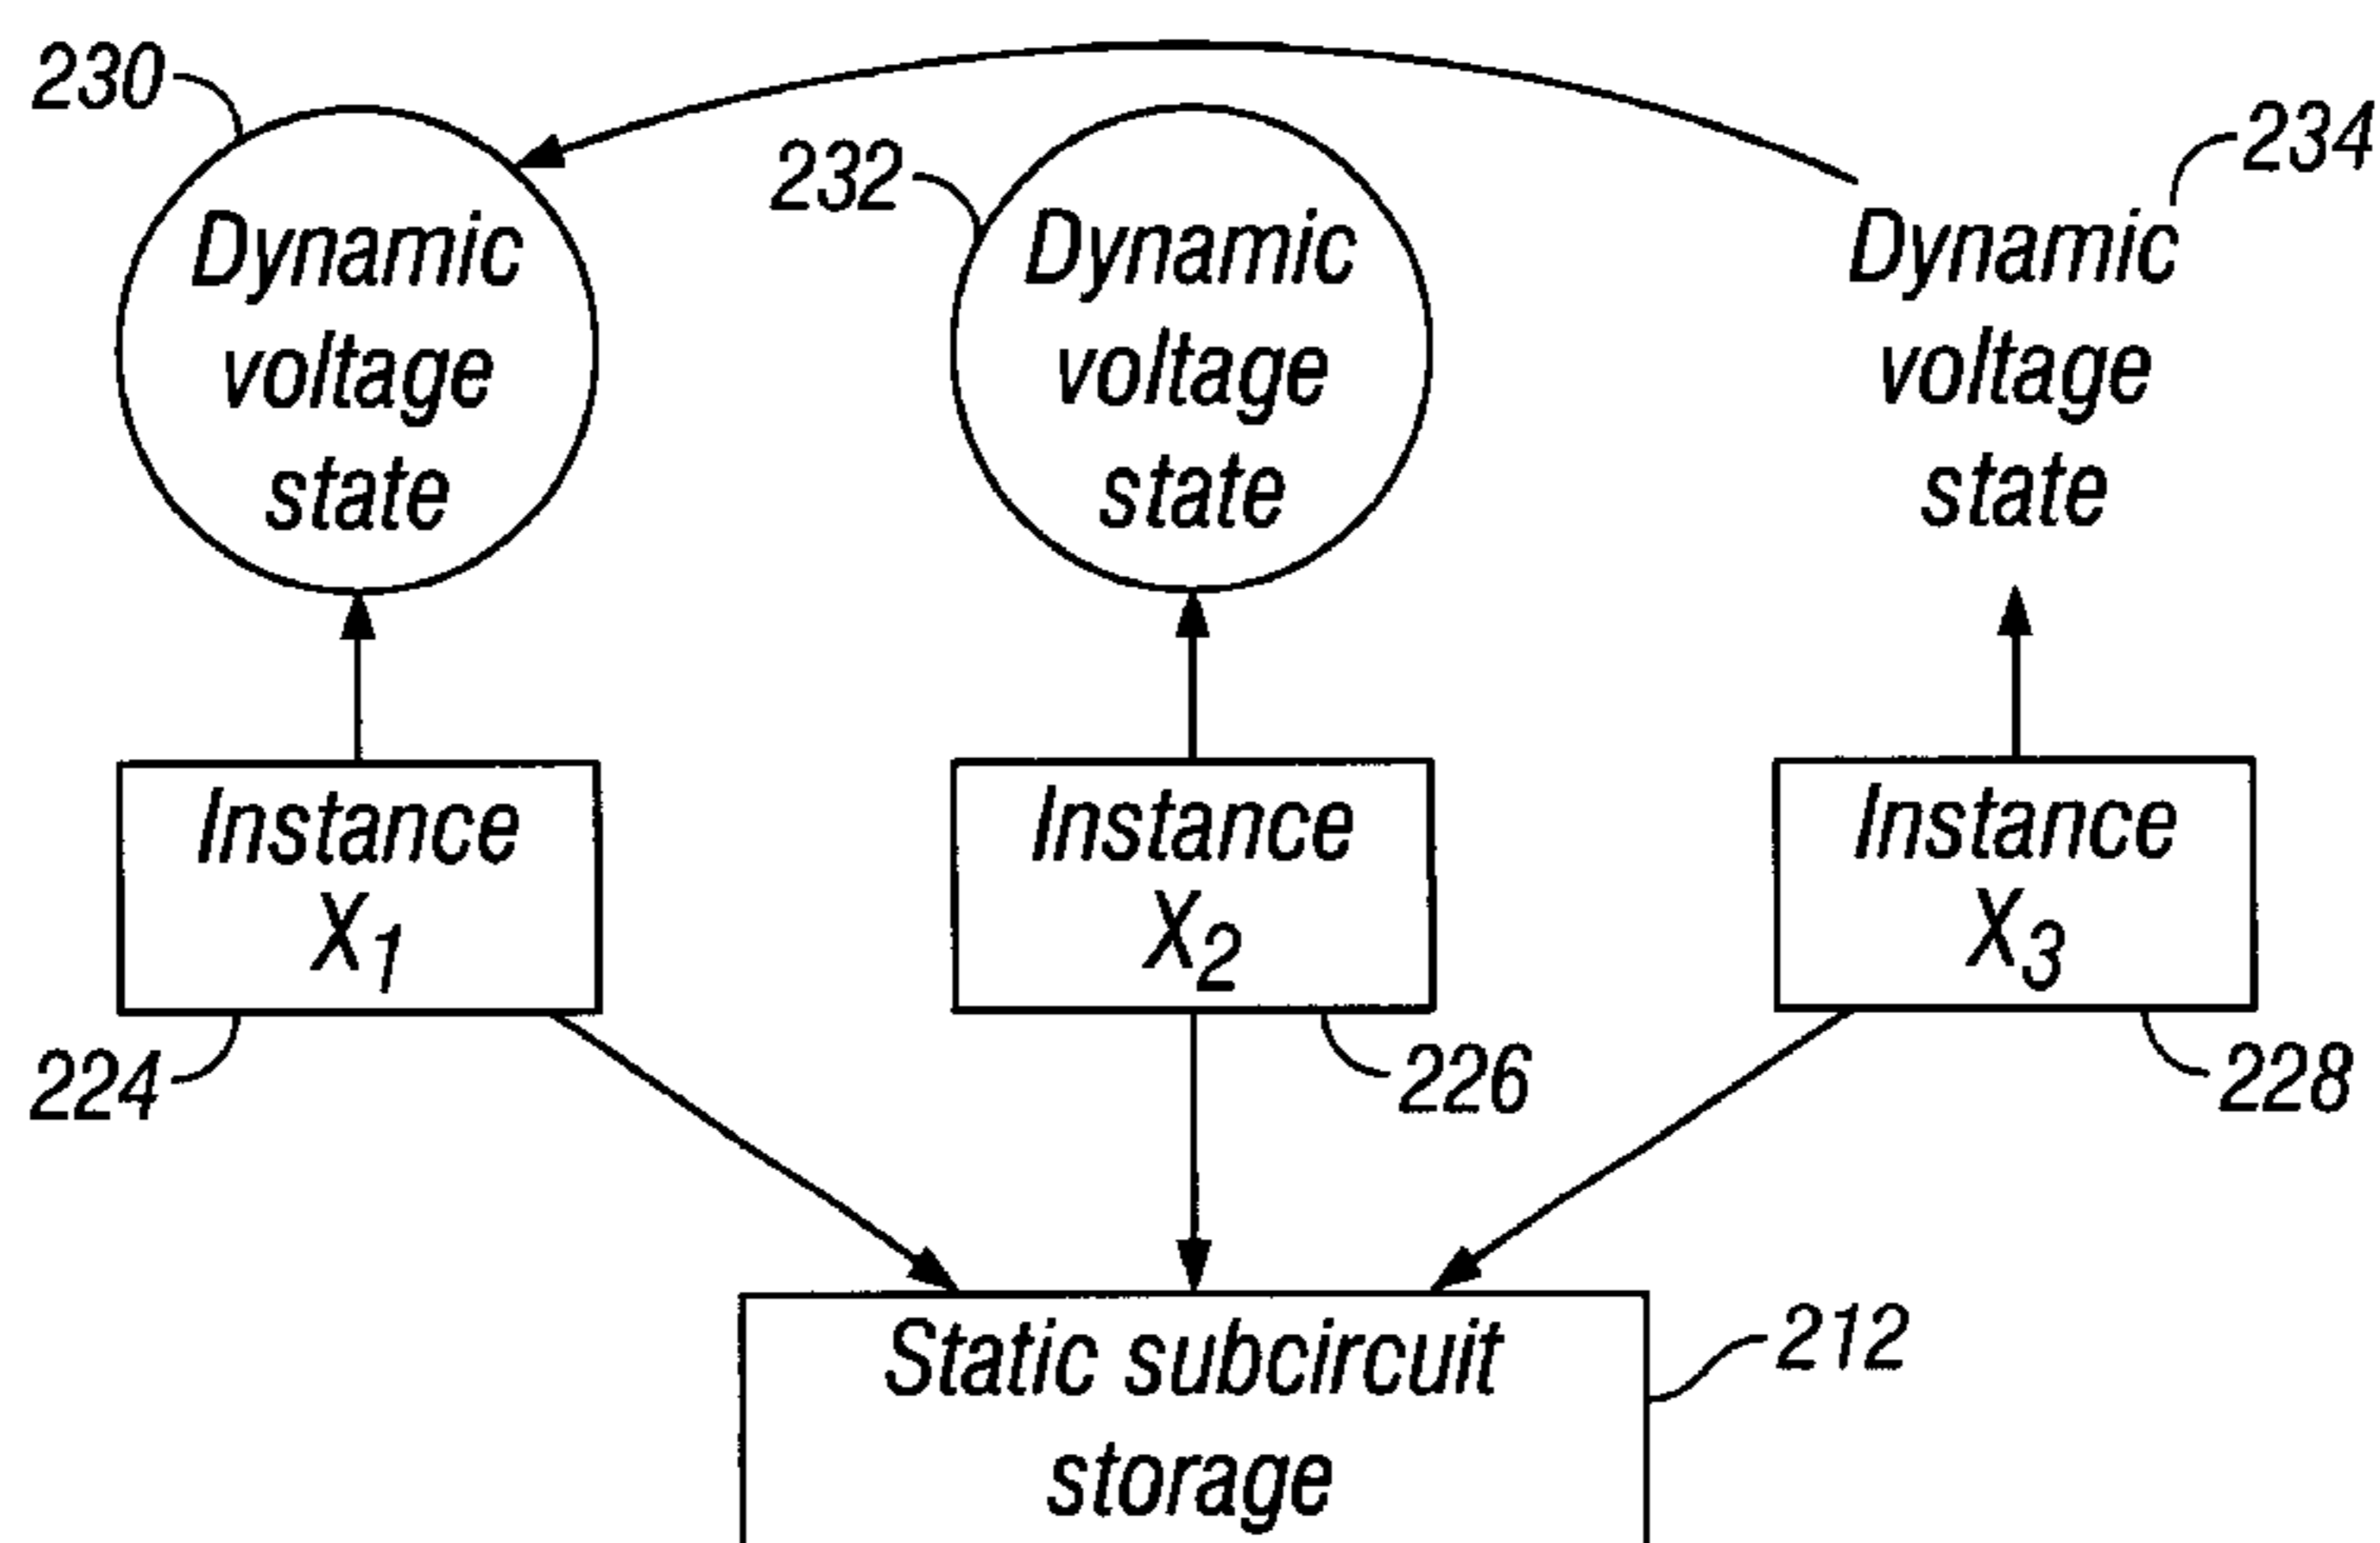 230
232
234
Dynamic
voltage
state
Dynamic
voltage
state
Dynamic
voltage
state
Instance
X1
Instance
X2
Instance
X3
224
226
228
212
Static subcircuit
storage